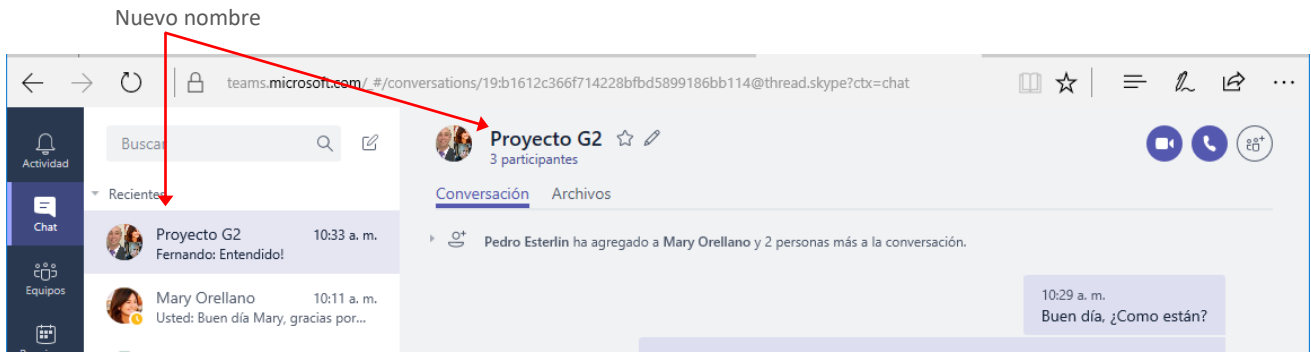 Nuevo nombre
teams.microsoft.com/_#/conversations/19:b1612c366f714228bfbd5899186bb114@thread.skype?ctx=chat
Actividad
Chat
Equipos
Buscar
Recientes
Proyecto G2 10:33 a. m.
Fernando: Entendido!
Mary Orellano 10:11 a. m.
Usted: Buen día Mary, gracias por...
Proyecto G2
3 participantes
Conversación Archivos
Pedro Esterlin ha agregado a Mary Orellano y 2 personas más a la conversación.
10:29 a. m.
Buen día, ¿Como están?